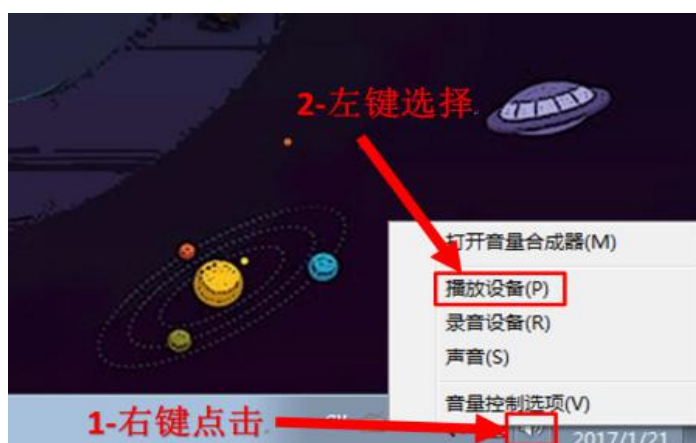 2-左键选择
打开音量合成器(M)
播放设备(P)
录音设备(R)
声音(S)
音量控制选项(V)
1-右键点击
2017/1/21